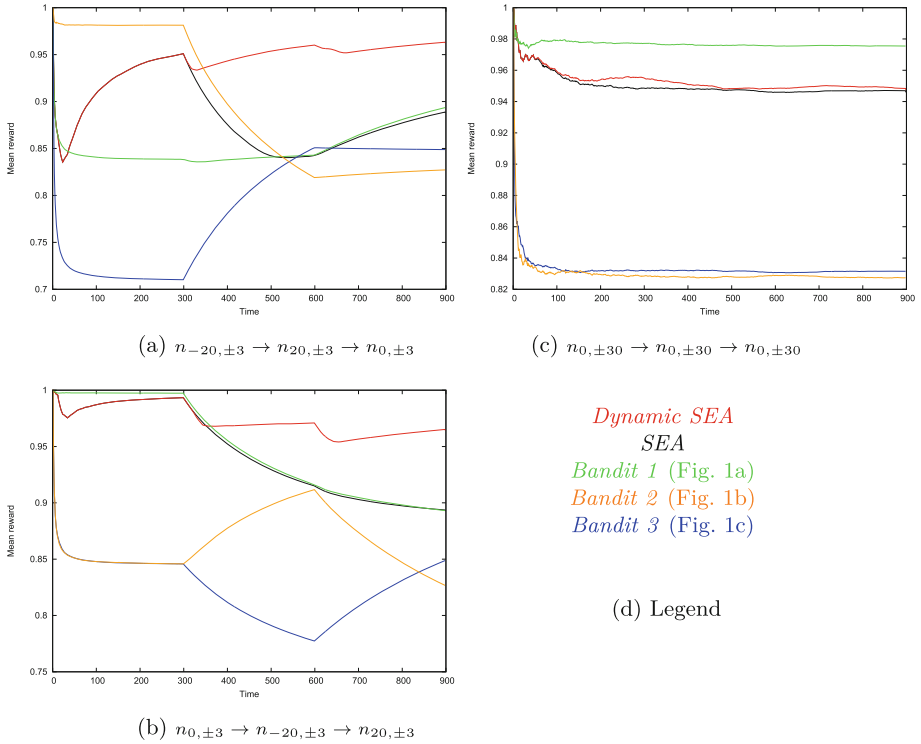 1
0.95
0.9
0.85
0.8
0.75
0.7
Mean reward
0 100 200 300 400 500 600 700 800 900
Time
(a) n−20,±3 → n20,±3 → n0,±3
0.98
0.96
0.94
0.92
0.9
0.88
0.86
0.84
0.82
Mean reward
0 100 200 300 400 500 600 700 800 900
Time
(c) n0,±30 → n0,±30 → n0,±30
1
0.95
0.9
0.85
0.8
0.75
Mean reward
0 100 200 300 400 500 600 700 800 900
Time
(b) n0,±3 → n−20,±3 → n20,±3
Dynamic SEA
SEA
Bandit 1 (Fig. 1a)
Bandit 2 (Fig. 1b)
Bandit 3 (Fig. 1c)
(d) Legend